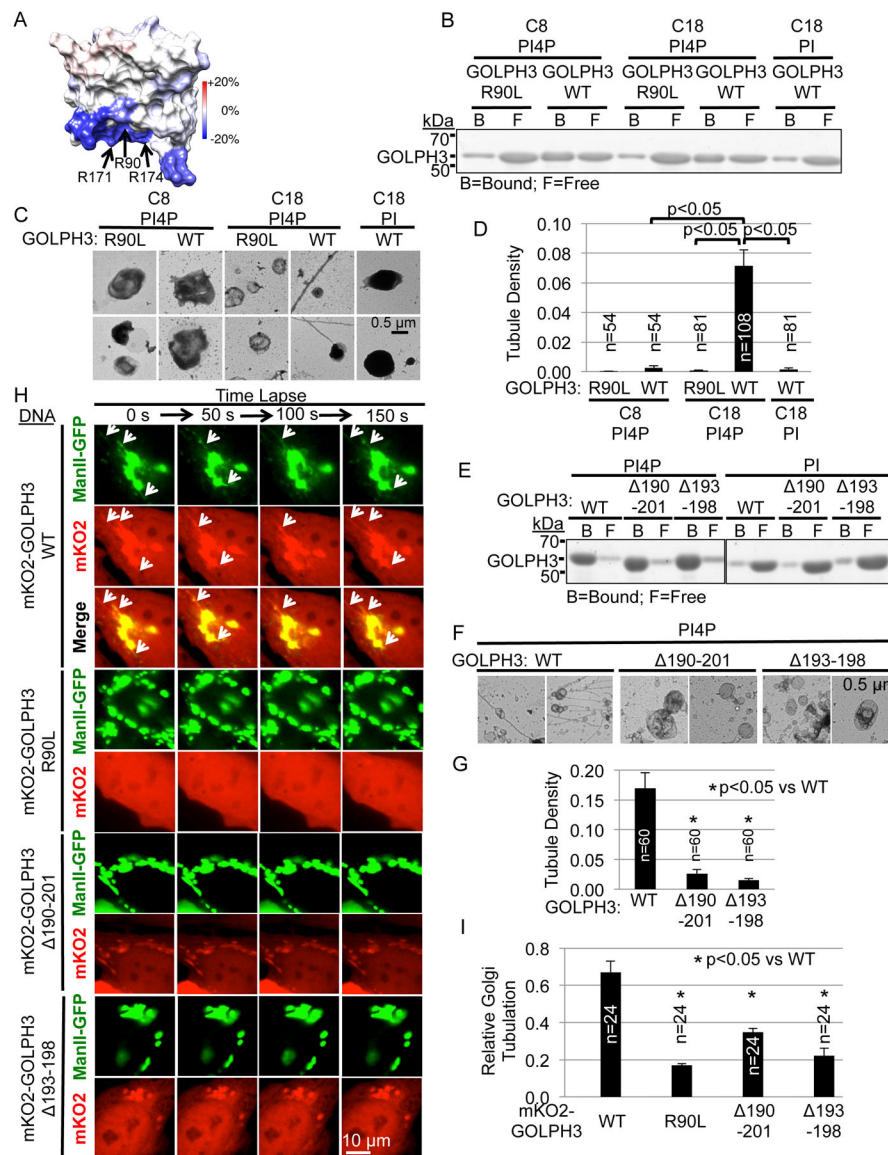 A
+20%
0%
-20%
R90
R171 R174
B
C8 C18 C18
PI4P PI4P PI
GOLPH3 GOLPH3 GOLPH3 GOLPH3 GOLPH3
R90L WT R90L WT WT
kDa B F B F B F B F B F
70
GOLPH3
50
B=Bound; F=Free
C
C8 C18 C18
PI4P PI4P PI
GOLPH3: R90L WT R90L WT WT
0.5 µm
D
p<0.05
p<0.05 p<0.05
Tubule Density
0.10
0.08
0.06
0.04
0.02
0.00
n=54 n=54 n=81 n=108 n=81
GOLPH3: R90L WT R90L WT WT
C8 C18 C18
PI4P PI4P PI
E
PI4P PI
GOLPH3: WT Δ190 -201 Δ193 -198 WT Δ190 -201 Δ193 -198
kDa B F B F B F B F B F B F
70
GOLPH3
50
B=Bound; F=Free
F
PI4P
GOLPH3: WT Δ190-201 Δ193-198
0.5 µm
G
Tubule Density
0.20
0.15
0.10
0.05
0.00
* p<0.05 vs WT
* *
n=60 n=60 n=60
WT Δ190 Δ193
GOLPH3: -201 -198
H
Time Lapse
DNA 0 s 50 s 100 s 150 s
mKO2-GOLPH3
WT
ManII-GFP
mKO2
Merge
mKO2-GOLPH3
R90L
ManII-GFP
mKO2
mKO2-GOLPH3
Δ190-201
ManII-GFP
mKO2
mKO2-GOLPH3
Δ193-198
ManII-GFP
mKO2
10 µm
I
Relative Golgi
Tubulation
0.8
0.6
0.4
0.2
0.0
* p<0.05 vs WT
* * *
n=24 n=24 n=24 n=24
mKO2- WT R90L Δ190 Δ193
GOLPH3 -201 -198